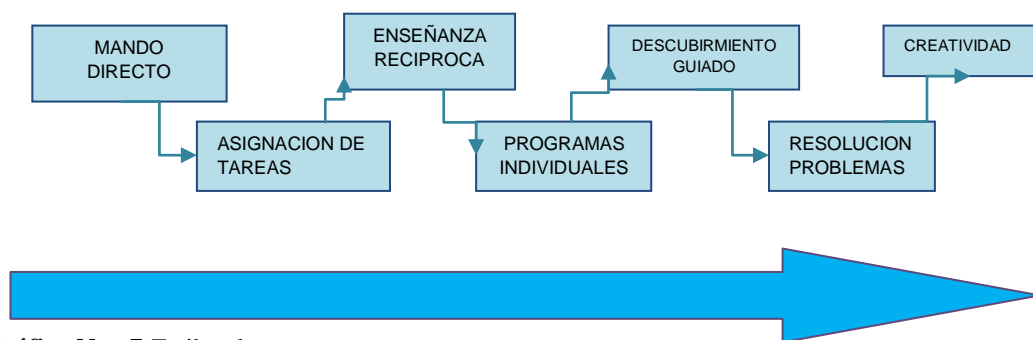 MANDO
DIRECTO
ASIGNACION DE
TAREAS
ENSEÑANZA
RECIPROCA
PROGRAMAS
INDIVIDUALES
DESCUBIRMIENTO
GUIADO
RESOLUCION
PROBLEMAS
CREATIVIDAD